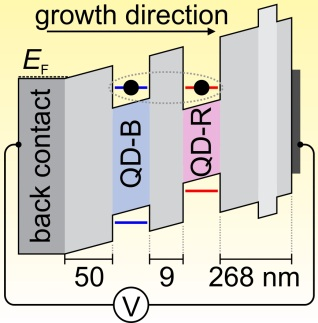 growth direction
E_F
back contact
QD-B
QD-R
50
9
268 nm
V